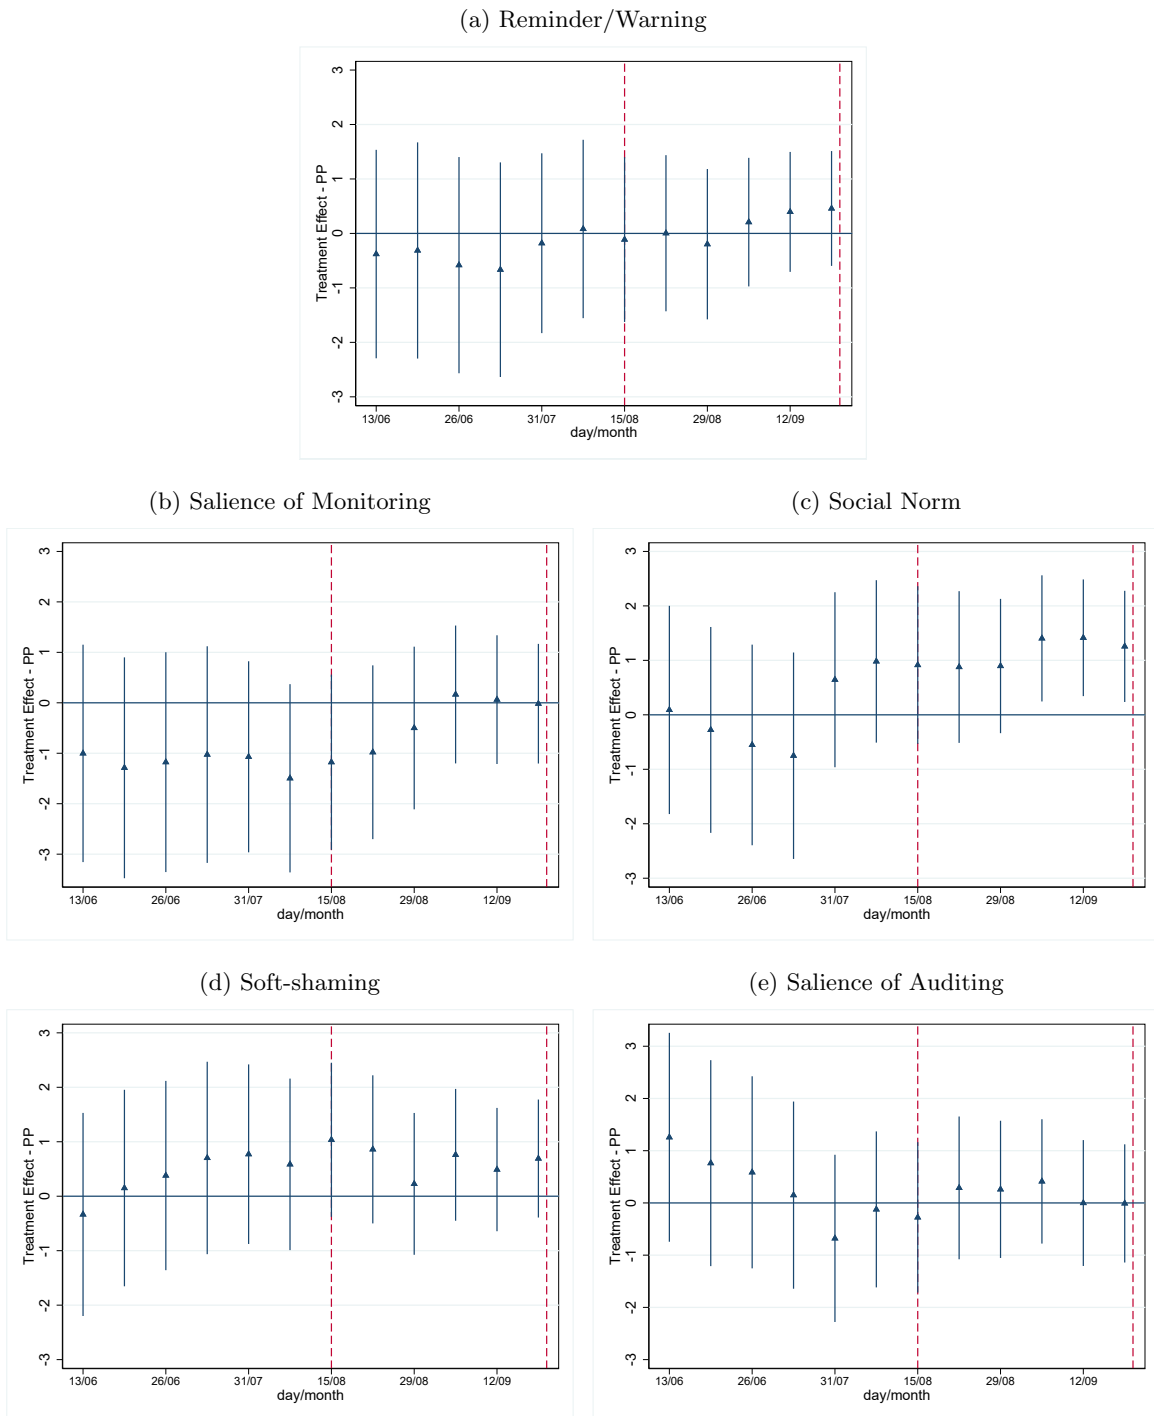 (a) Reminder/Warning
Treatment Effect - PP
3
2
1
0
-1
-2
-3
13/06 26/06 31/07 15/08 29/08 12/09
day/month
(b) Salience of Monitoring
Treatment Effect - PP
3
2
1
0
-1
-2
-3
13/06 26/06 31/07 15/08 29/08 12/09
day/month
(c) Social Norm
Treatment Effect - PP
3
2
1
0
-1
-2
-3
13/06 26/06 31/07 15/08 29/08 12/09
day/month
(d) Soft-shaming
Treatment Effect - PP
3
2
1
0
-1
-2
-3
13/06 26/06 31/07 15/08 29/08 12/09
day/month
(e) Salience of Auditing
Treatment Effect - PP
3
2
1
0
-1
-2
-3
13/06 26/06 31/07 15/08 29/08 12/09
day/month